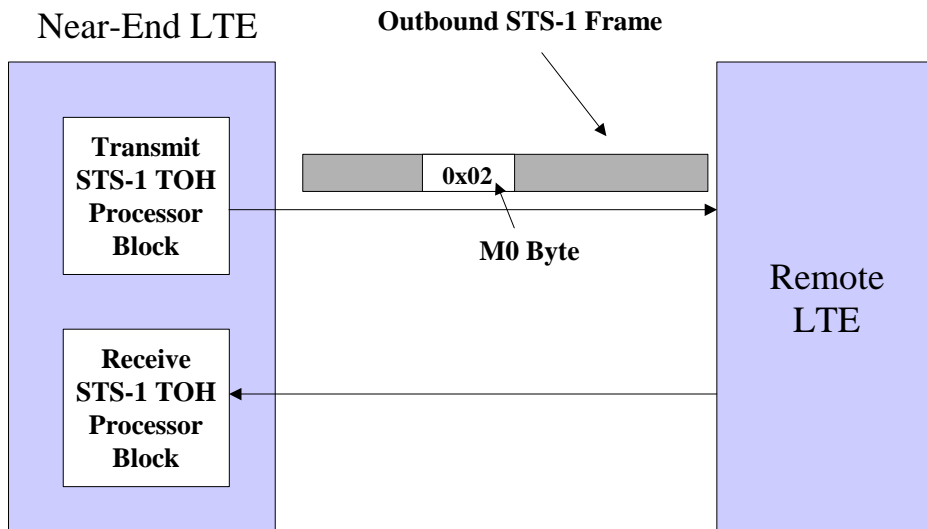 Near-End LTE
Outbound STS-1 Frame
Transmit
STS-1 TOH
Processor
Block
0x02
M0 Byte
Remote
LTE
Receive
STS-1 TOH
Processor
Block